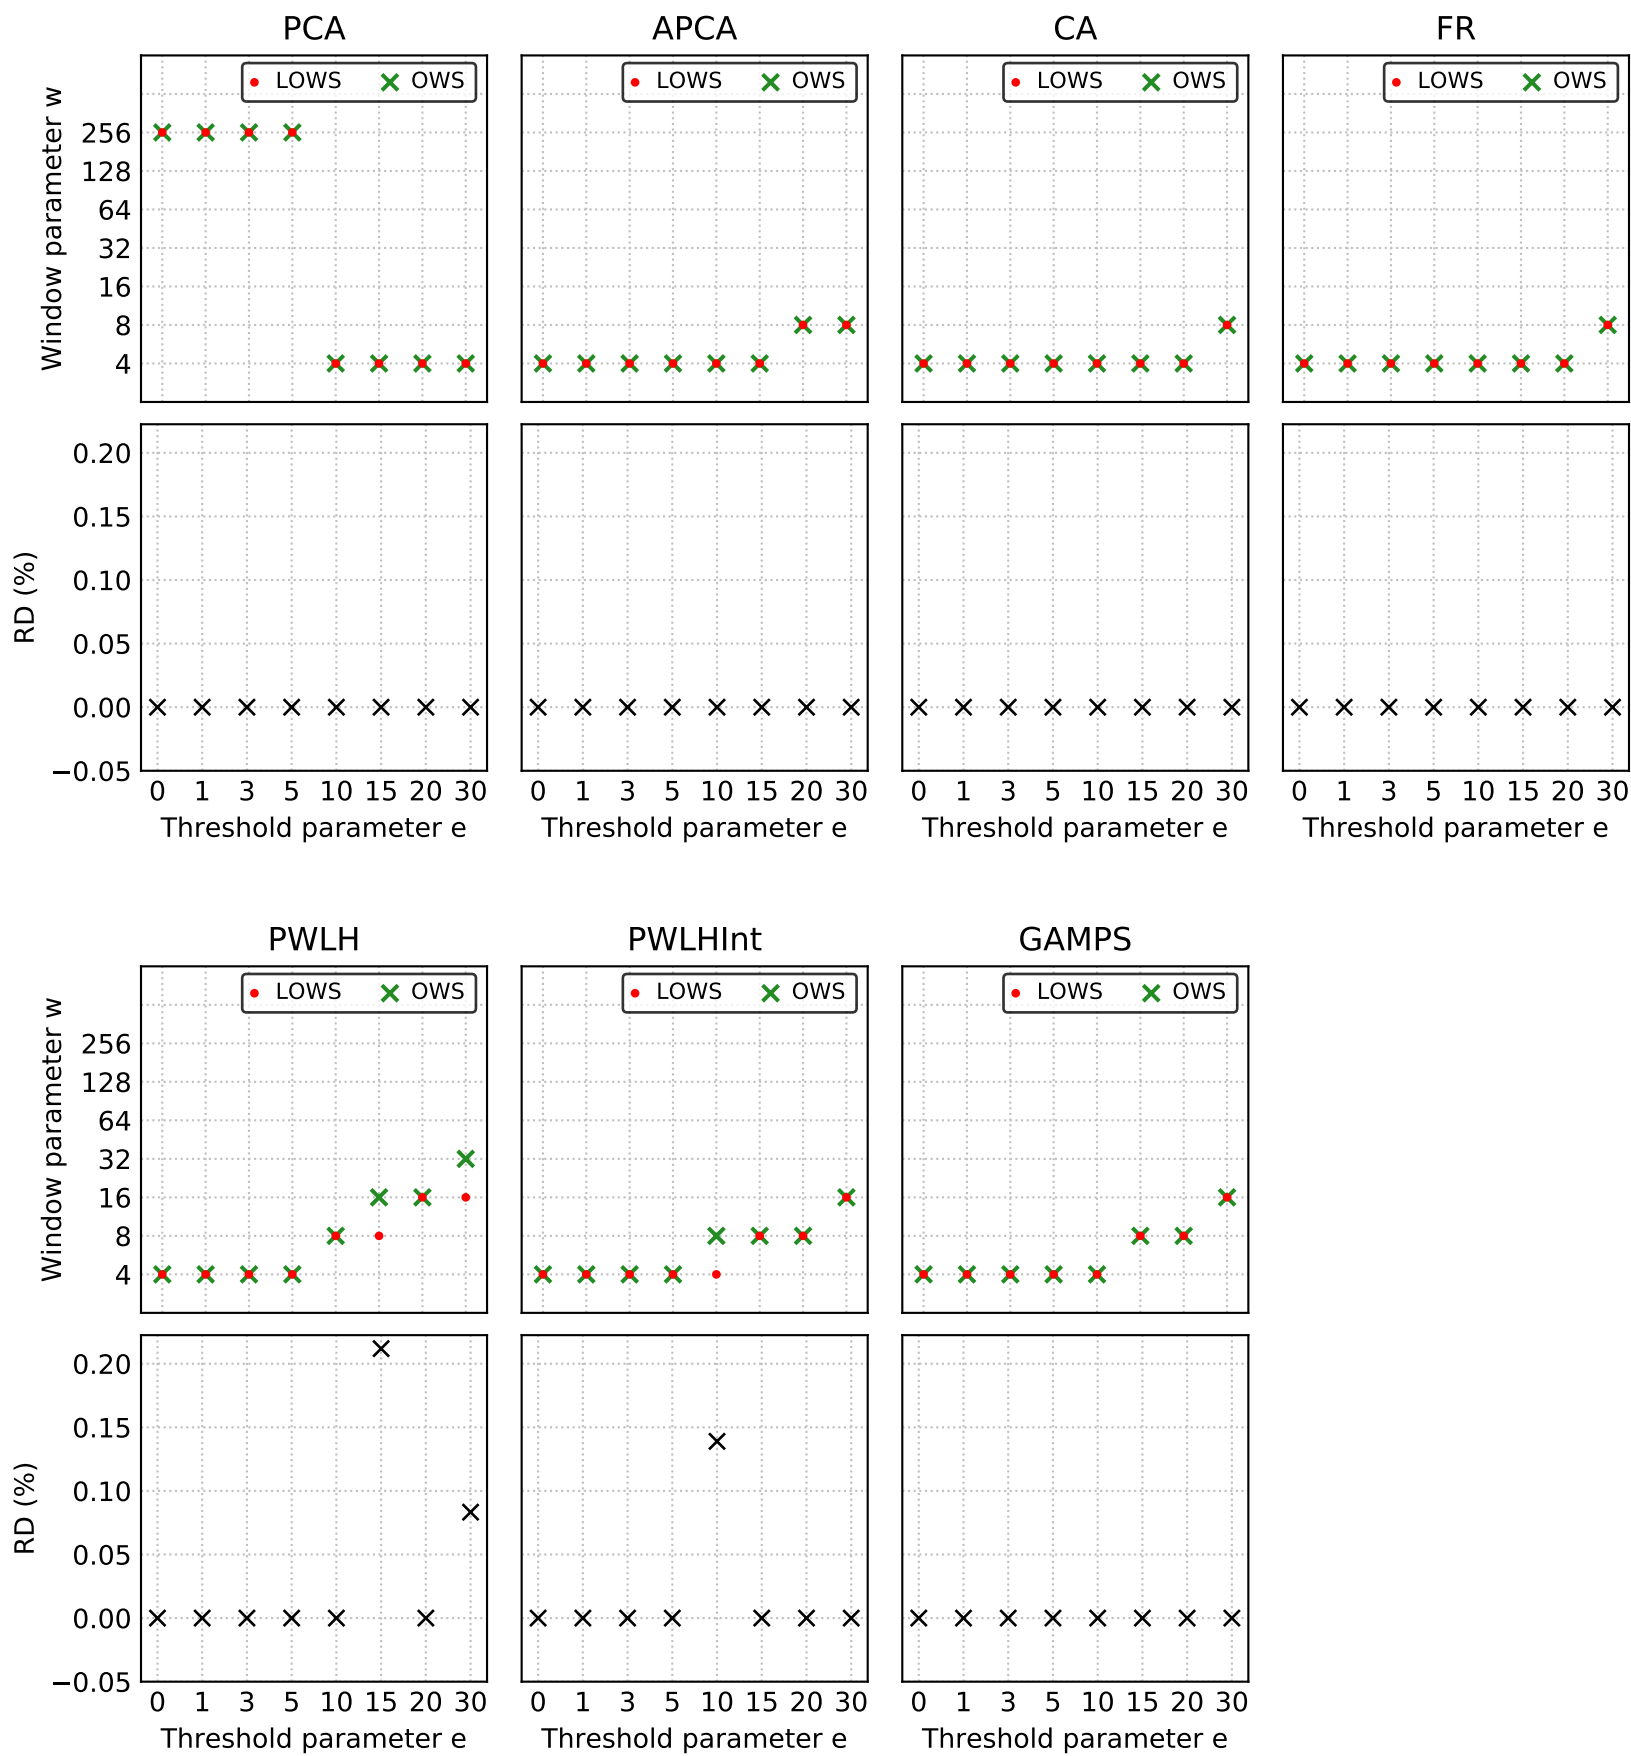 PCA APCA CA FR
LOWS OWS LOWS OWS LOWS OWS LOWS OWS
Window parameter w
256
128
64
32
16
8
4
RD (%)
0.20
0.15
0.10
0.05
0.00
−0.05
0 1 3 5 10 15 20 30 0 1 3 5 10 15 20 30 0 1 3 5 10 15 20 30 0 1 3 5 10 15 20 30
Threshold parameter e Threshold parameter e Threshold parameter e Threshold parameter e
PWLH PWLHInt GAMPS
LOWS OWS LOWS OWS LOWS OWS
Window parameter w
256
128
64
32
16
8
4
RD (%)
0.20
0.15
0.10
0.05
0.00
−0.05
0 1 3 5 10 15 20 30 0 1 3 5 10 15 20 30 0 1 3 5 10 15 20 30
Threshold parameter e Threshold parameter e Threshold parameter e